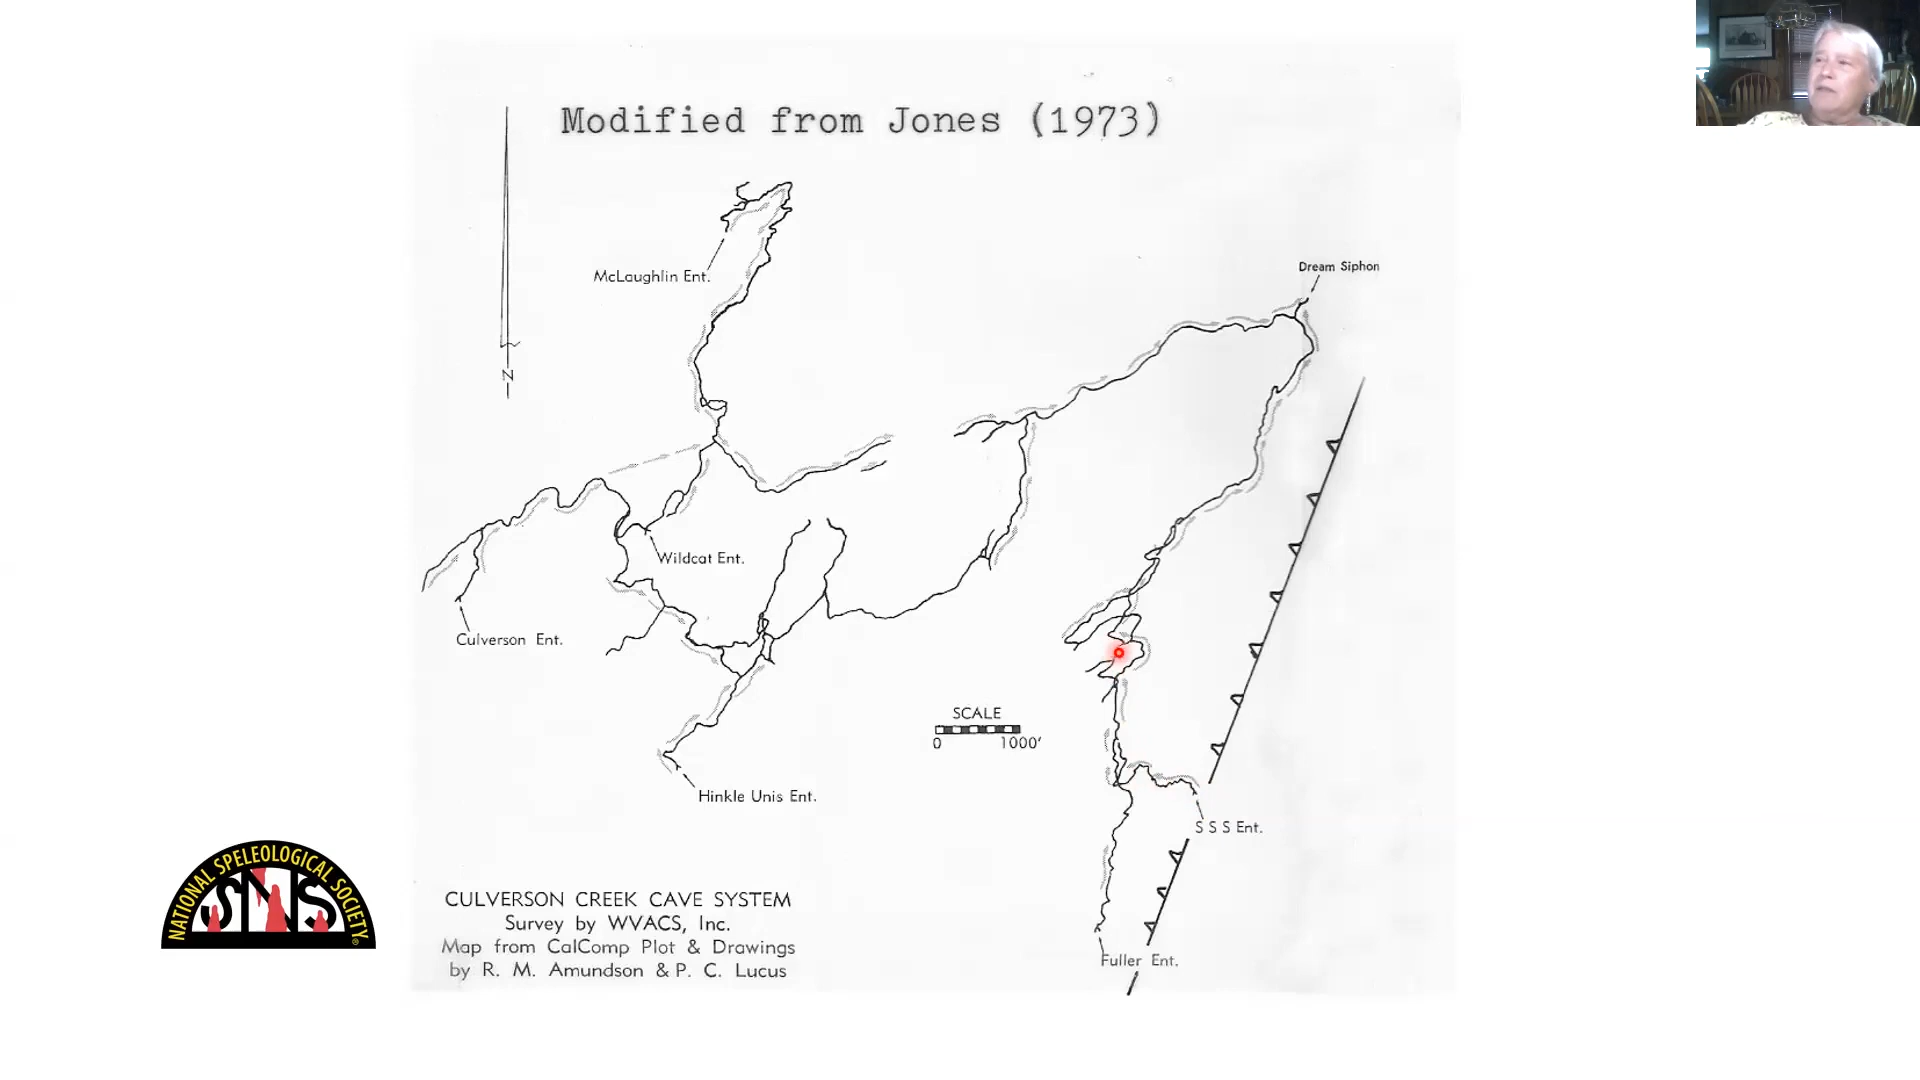 Modified from Jones (1973)
McLaughlin Ent.
Dream Siphon
N
Wildcat Ent.
Culverson Ent.
SCALE
0 1000'
Hinkle Unis Ent.
S S S Ent.
Fuller Ent.
CULVERSON CREEK CAVE SYSTEM
Survey by WVACS, Inc.
Map from CalComp Plot & Drawings
by R. M. Amundson & P. C. Lucus
NATIONAL SPELEOLOGICAL SOCIETY
NSS